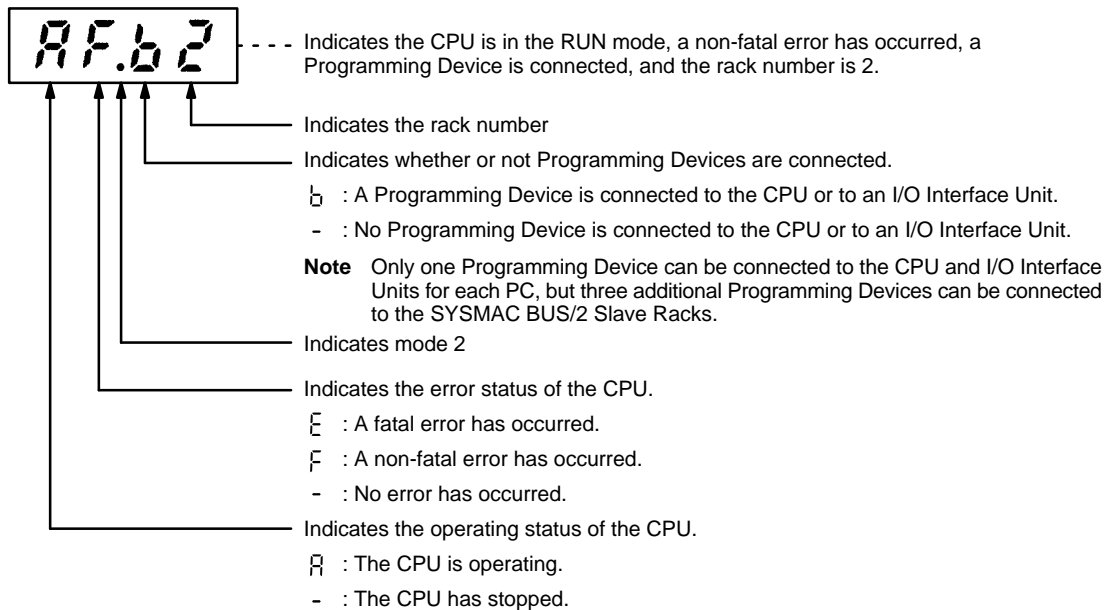 AF.b2
Indicates the CPU is in the RUN mode, a non-fatal error has occurred, a
Programming Device is connected, and the rack number is 2.
Indicates the rack number
Indicates whether or not Programming Devices are connected.
b : A Programming Device is connected to the CPU or to an I/O Interface Unit.
- : No Programming Device is connected to the CPU or to an I/O Interface Unit.
Note Only one Programming Device can be connected to the CPU and I/O Interface
Units for each PC, but three additional Programming Devices can be connected
to the SYSMAC BUS/2 Slave Racks.
Indicates mode 2
Indicates the error status of the CPU.
E : A fatal error has occurred.
F : A non-fatal error has occurred.
- : No error has occurred.
Indicates the operating status of the CPU.
A : The CPU is operating.
- : The CPU has stopped.